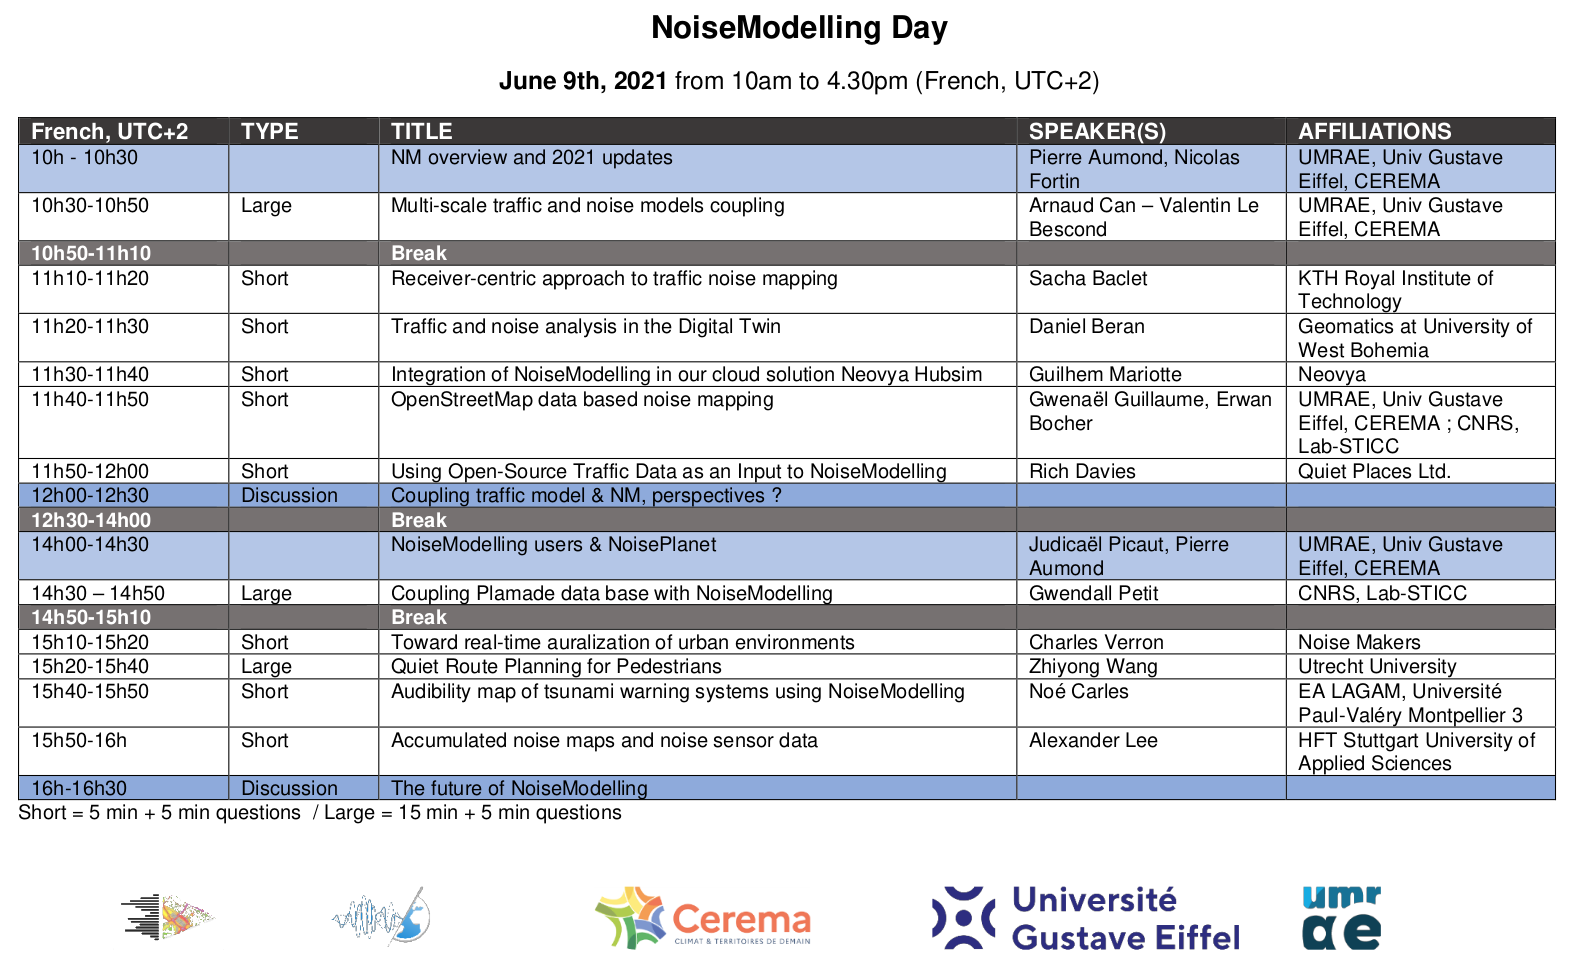 NoiseModelling Day
June 9th, 2021 from 10am to 4.30pm (French, UTC+2)
French, UTC+2 TYPE TITLE SPEAKER(S) AFFILIATIONS
10h - 10h30 NM overview and 2021 updates Pierre Aumond, Nicolas UMRAE, Univ Gustave
Fortin Eiffel, CEREMA
10h30-10h50 Large Multi-scale traffic and noise models coupling Arnaud Can – Valentin Le UMRAE, Univ Gustave
Bescond Eiffel, CEREMA
10h50-11h10 Break
11h10-11h20 Short Receiver-centric approach to traffic noise mapping Sacha Baclet KTH Royal Institute of
Technology
11h20-11h30 Short Traffic and noise analysis in the Digital Twin Daniel Beran Geomatics at University of
West Bohemia
11h30-11h40 Short Integration of NoiseModelling in our cloud solution Neovya Hubsim Guilhem Mariotte Neovya
11h40-11h50 Short OpenStreetMap data based noise mapping Gwenaël Guillaume, Erwan UMRAE, Univ Gustave
Bocher Eiffel, CEREMA ; CNRS,
Lab-STICC
11h50-12h00 Short Using Open-Source Traffic Data as an Input to NoiseModelling Rich Davies Quiet Places Ltd.
12h00-12h30 Discussion Coupling traffic model & NM, perspectives ?
12h30-14h00 Break
14h00-14h30 NoiseModelling users & NoisePlanet Judicaël Picaut, Pierre UMRAE, Univ Gustave
Aumond Eiffel, CEREMA
14h30 – 14h50 Large Coupling Plamade data base with NoiseModelling Gwendall Petit CNRS, Lab-STICC
14h50-15h10 Break
15h10-15h20 Short Toward real-time auralization of urban environments Charles Verron Noise Makers
15h20-15h40 Large Quiet Route Planning for Pedestrians Zhiyong Wang Utrecht University
15h40-15h50 Short Audibility map of tsunami warning systems using NoiseModelling Noé Carles EA LAGAM, Université
Paul-Valéry Montpellier 3
15h50-16h Short Accumulated noise maps and noise sensor data Alexander Lee HFT Stuttgart University of
Applied Sciences
16h-16h30 Discussion The future of NoiseModelling
Short = 5 min + 5 min questions / Large = 15 min + 5 min questions
Cerema
CLIMAT & TERRITOIRES DE DEMAIN
Université
Gustave Eiffel
umr
ae